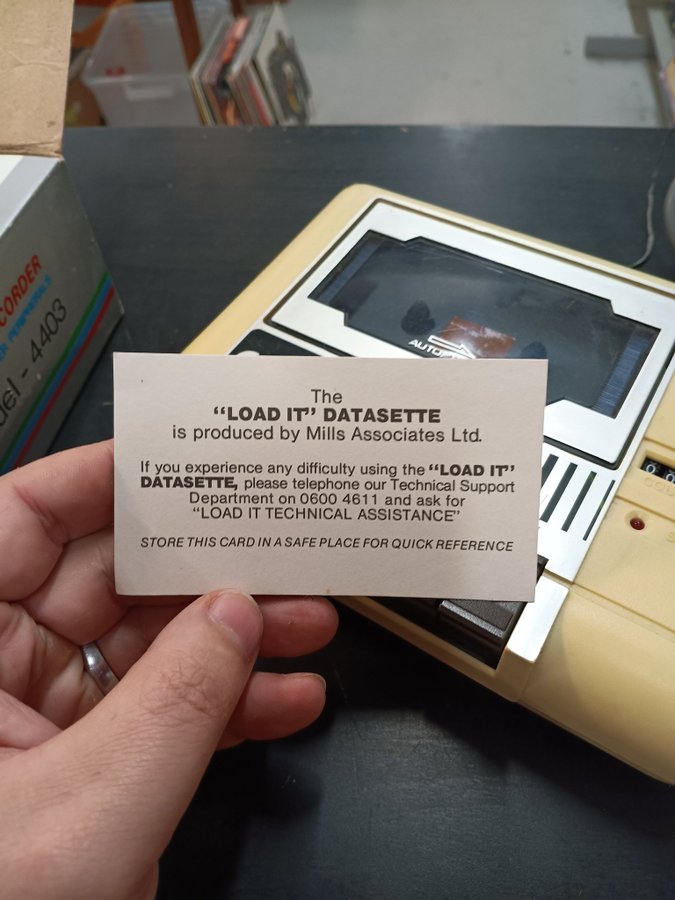 The
“LOAD IT” DATASETTE
is produced by Mills Associates Ltd.
If you experience any difficulty using the “LOAD IT”
DATASETTE, please telephone our Technical Support
Department on 0600 4611 and ask for
“LOAD IT TECHNICAL ASSISTANCE”
STORE THIS CARD IN A SAFE PLACE FOR QUICK REFERENCE
CORDER
PERIPHERALS
del - 4403